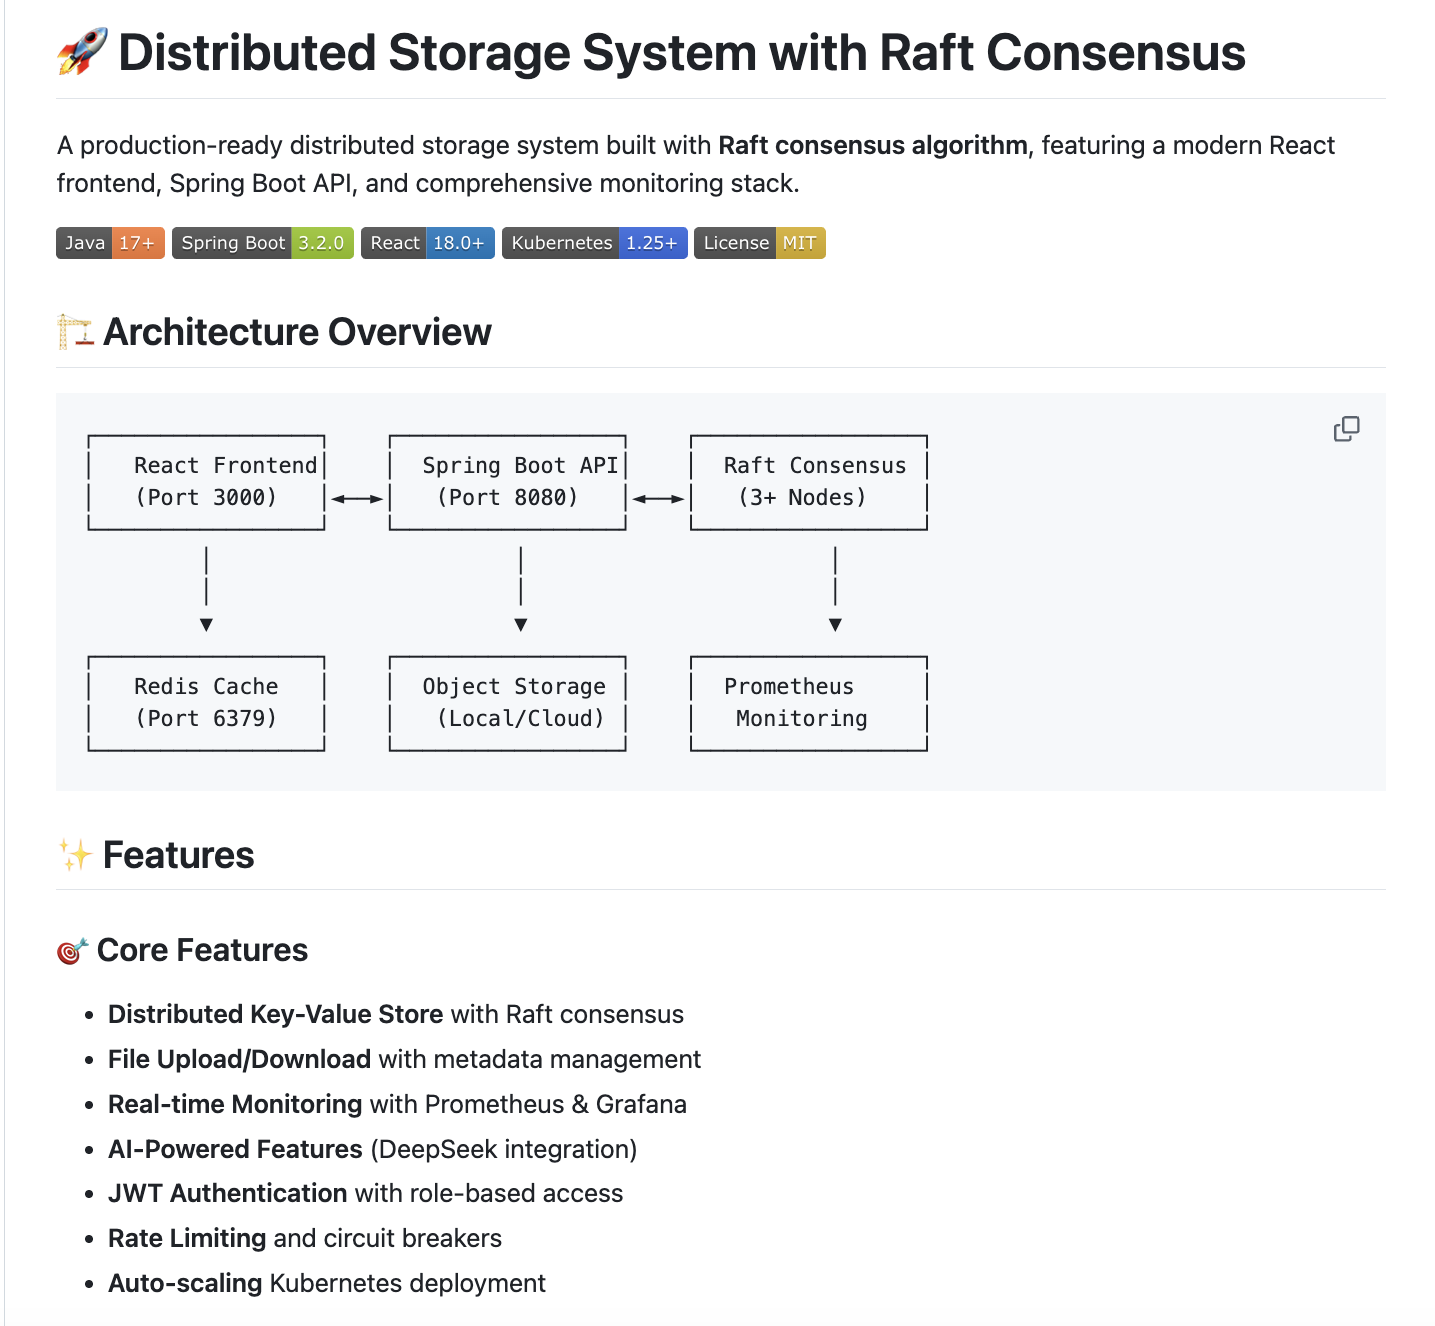 🚀 Distributed Storage System with Raft Consensus
A production-ready distributed storage system built with Raft consensus algorithm, featuring a modern React
frontend, Spring Boot API, and comprehensive monitoring stack.
Java 17+ Spring Boot 3.2.0 React 18.0+ Kubernetes 1.25+ License MIT
🏗️ Architecture Overview
React Frontend Spring Boot API Raft Consensus
(Port 3000) (Port 8080) (3+ Nodes)
Redis Cache Object Storage Prometheus
(Port 6379) (Local/Cloud) Monitoring
✨ Features
🎯 Core Features
• Distributed Key-Value Store with Raft consensus
• File Upload/Download with metadata management
• Real-time Monitoring with Prometheus & Grafana
• AI-Powered Features (DeepSeek integration)
• JWT Authentication with role-based access
• Rate Limiting and circuit breakers
• Auto-scaling Kubernetes deployment